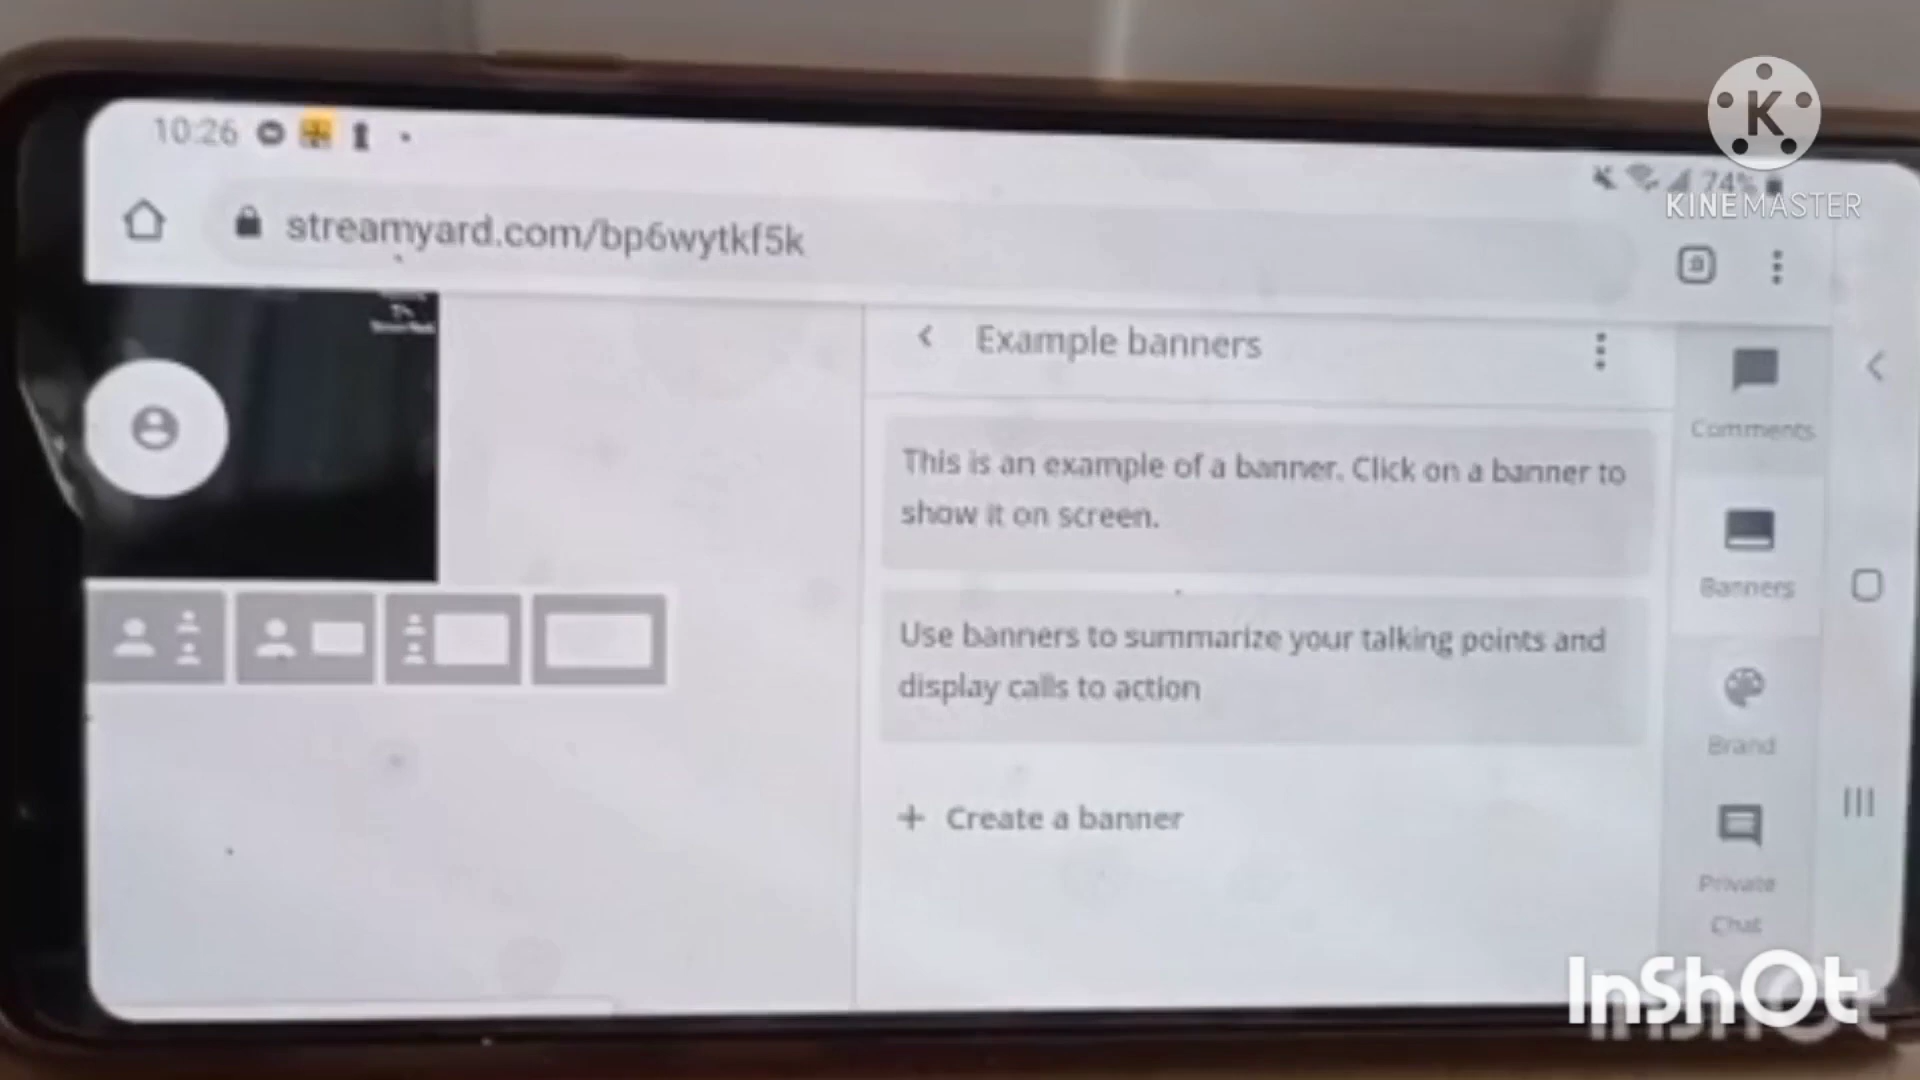 10:26
74%
KINEMASTER
streamyard.com/bp6wytkf5k
Example banners
This is an example of a banner. Click on a banner to
show it on screen.
Use banners to summarize your talking points and
display calls to action
+ Create a banner
Comments
Banners
Brand
Private
Chat
InShOt